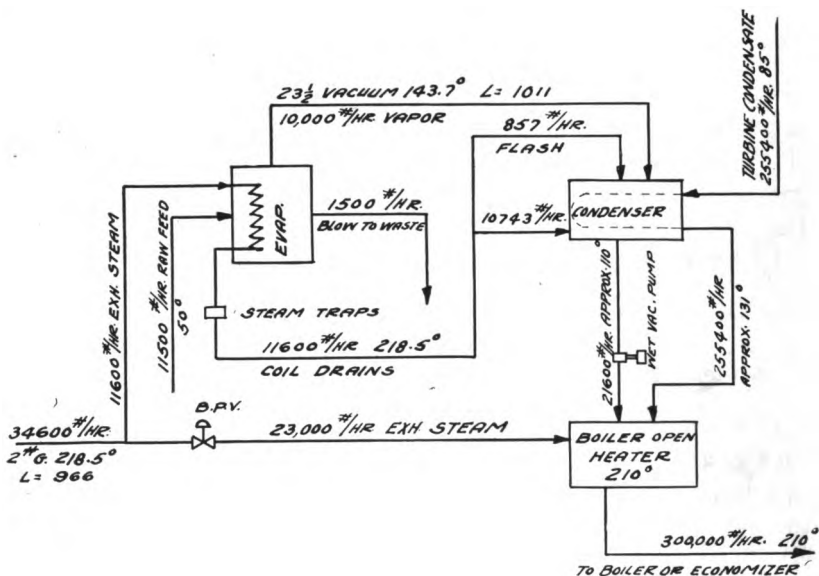 23½ VACUUM 143.7° L= 1011
10,000 #/HR. VAPOR
857 #/HR.
FLASH
TURBINE CONDENSATE
255400 #/HR. 85°
EVAP.
1500 #/HR.
BLOW TO WASTE
10743 #/HR.
CONDENSER
11600 #/HR. EXH. STEAM
11500 #/HR. RAW FEED
50°
STEAM TRAPS
11600 #/HR 218.5°
COIL DRAINS
21600 #/HR. APPROX. 110°
WET VAC. PUMP
255400 #/HR
APPROX. 131°
34600 #/HR.
2 #G. 218.5°
L= 966
B.P.V.
23,000 #/HR EXH STEAM
BOILER OPEN
HEATER
210°
300,000 #/HR. 210°
TO BOILER OR ECONOMIZER